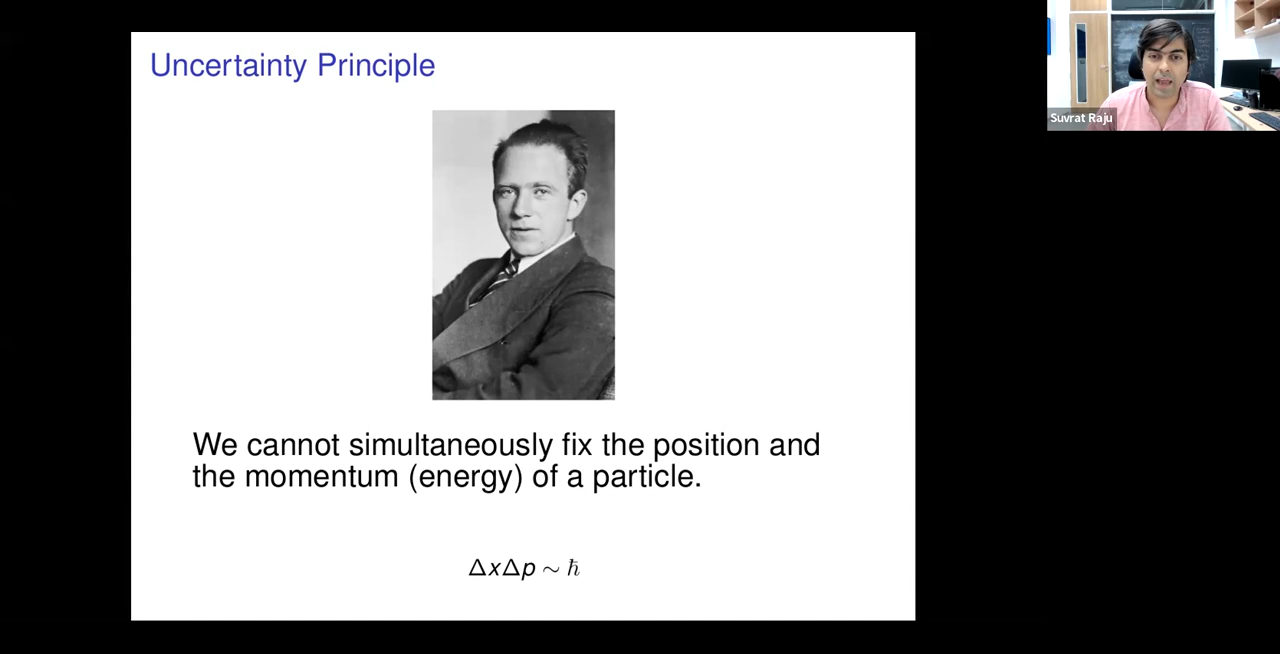 Uncertainty Principle
Suvrat Raju
We cannot simultaneously fix the position and
the momentum (energy) of a particle.
ΔxΔp ∼ ℏ